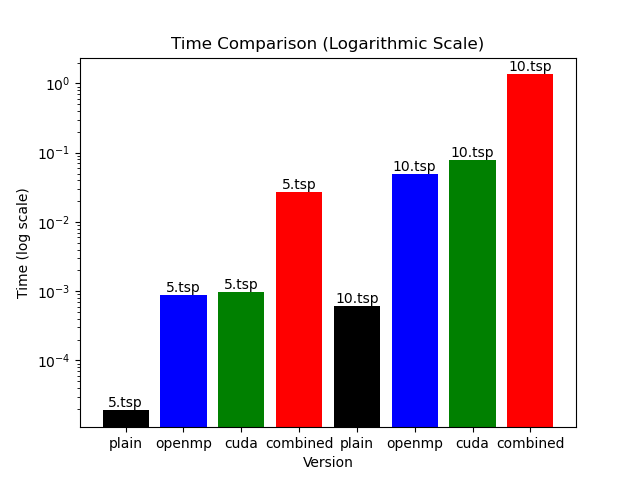 Time Comparison (Logarithmic Scale)
Time (log scale)
10⁰
10⁻¹
10⁻²
10⁻³
10⁻⁴
5.tsp
5.tsp
5.tsp
5.tsp
10.tsp
10.tsp
10.tsp
10.tsp
plain openmp cuda combined plain openmp cuda combined
Version